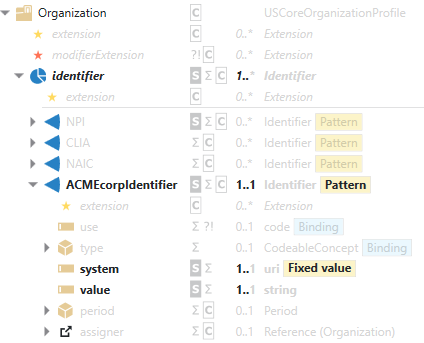 Organization C USCoreOrganizationProfile
extension C 0..* Extension
modifierExtension ?! C 0..* Extension
identifier S Σ C 1..* Identifier
extension C 0..* Extension
NPI S Σ C 0..* Identifier Pattern
CLIA Σ C 0..* Identifier Pattern
NAIC Σ C 0..* Identifier Pattern
ACMEcorpIdentifier S Σ C 1..1 Identifier Pattern
extension C 0..* Extension
use Σ ?! 0..1 code Binding
type Σ 0..1 CodeableConcept Binding
system S Σ 1..1 uri Fixed value
value S Σ 1..1 string
period Σ C 0..1 Period
assigner Σ C 0..1 Reference (Organization)